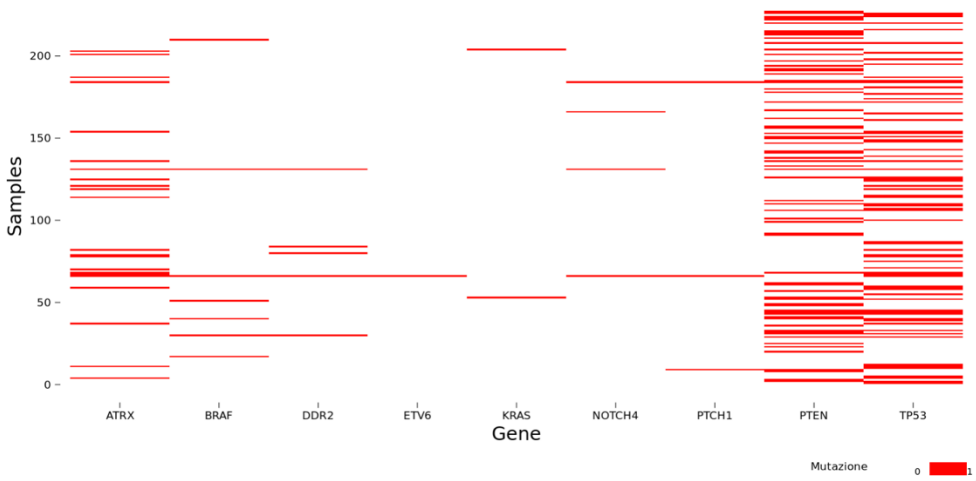 Samples
200
150
100
50
0
ATRX BRAF DDR2 ETV6 KRAS NOTCH4 PTCH1 PTEN TP53
Gene
Mutazione 0 1